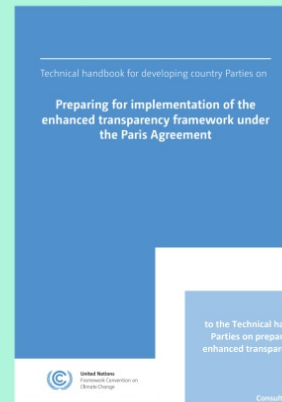 Technical handbook for developing country Parties on
Preparing for implementation of the
enhanced transparency framework under
the Paris Agreement
to the Technical ha
Parties on prepar
enhanced transpar
United Nations
Framework Convention on
Climate Change
Consult